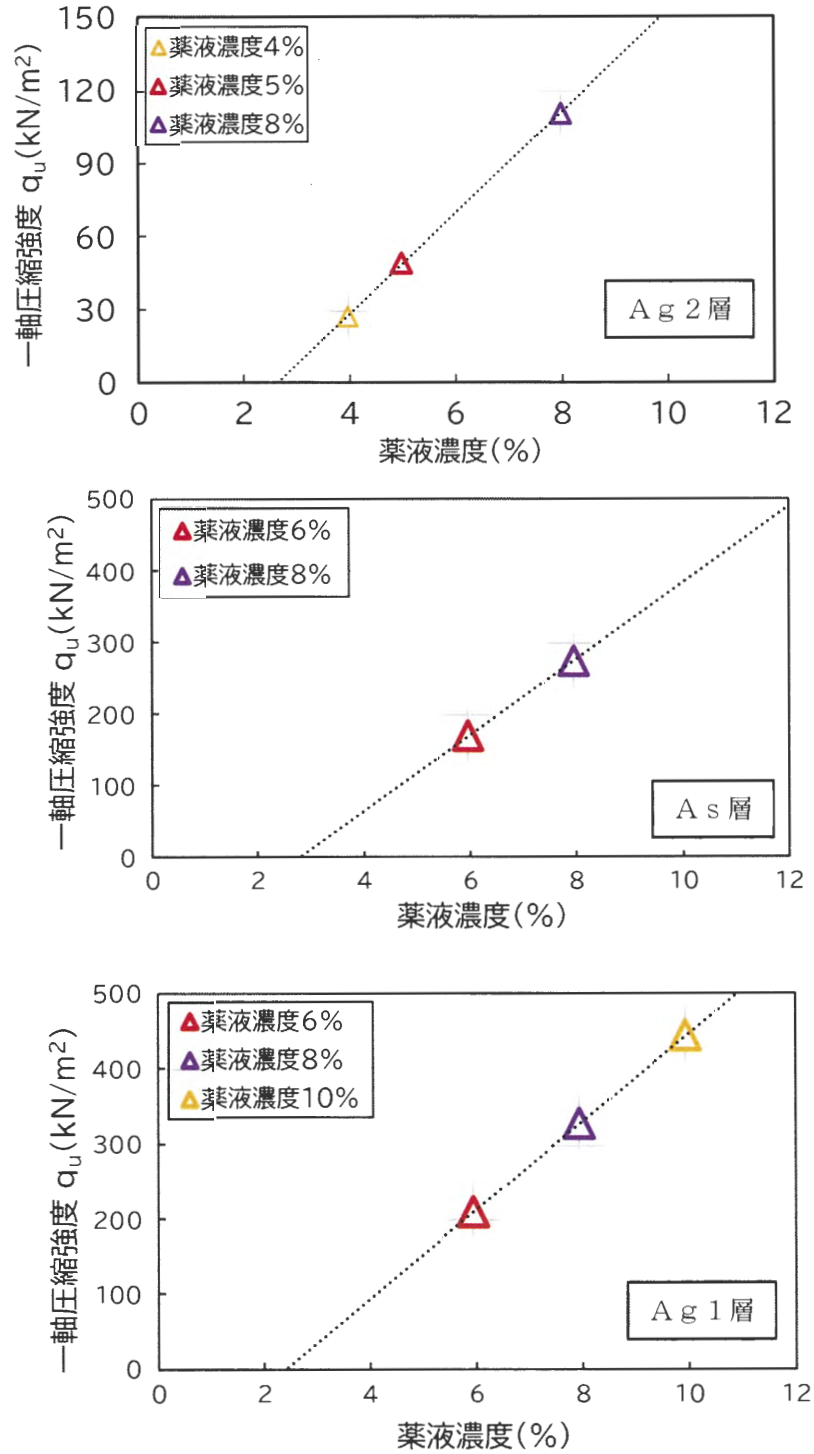 150
120
90
60
30
0
一軸圧縮強度 qu(kN/m2)
△薬液濃度4%
△薬液濃度5%
△薬液濃度8%
Ag2層
0 2 4 6 8 10 12
薬液濃度(%)
500
400
300
200
100
0
一軸圧縮強度 qu(kN/m2)
△薬液濃度6%
△薬液濃度8%
As層
0 2 4 6 8 10 12
薬液濃度(%)
500
400
300
200
100
0
一軸圧縮強度 qu(kN/m2)
△薬液濃度6%
△薬液濃度8%
△薬液濃度10%
Ag1層
0 2 4 6 8 10 12
薬液濃度(%)